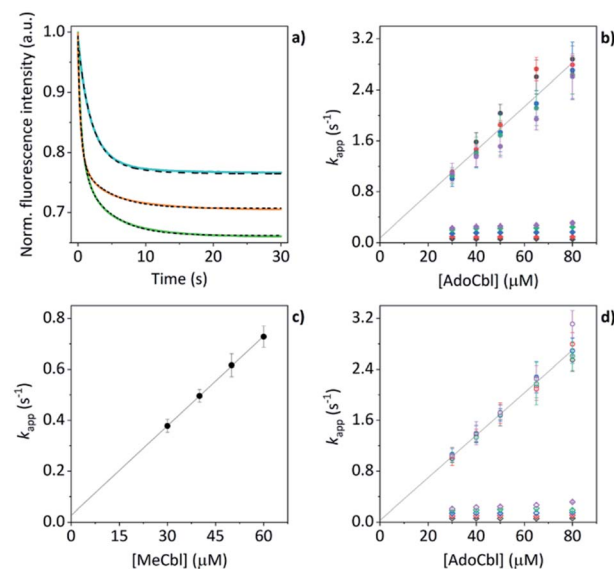 a)
Norm. fluorescence intensity (a.u.)
1.0
0.9
0.8
0.7
0 10 20 30
Time (s)
b)
k_app (s⁻¹)
3.2
2.4
1.6
0.8
0.0
0 20 40 60 80 100
[AdoCbl] (μM)
c)
k_app (s⁻¹)
0.8
0.6
0.4
0.2
0.0
0 15 30 45 60
[MeCbl] (μM)
d)
k_app (s⁻¹)
3.2
2.4
1.6
0.8
0.0
0 20 40 60 80 100
[AdoCbl] (μM)